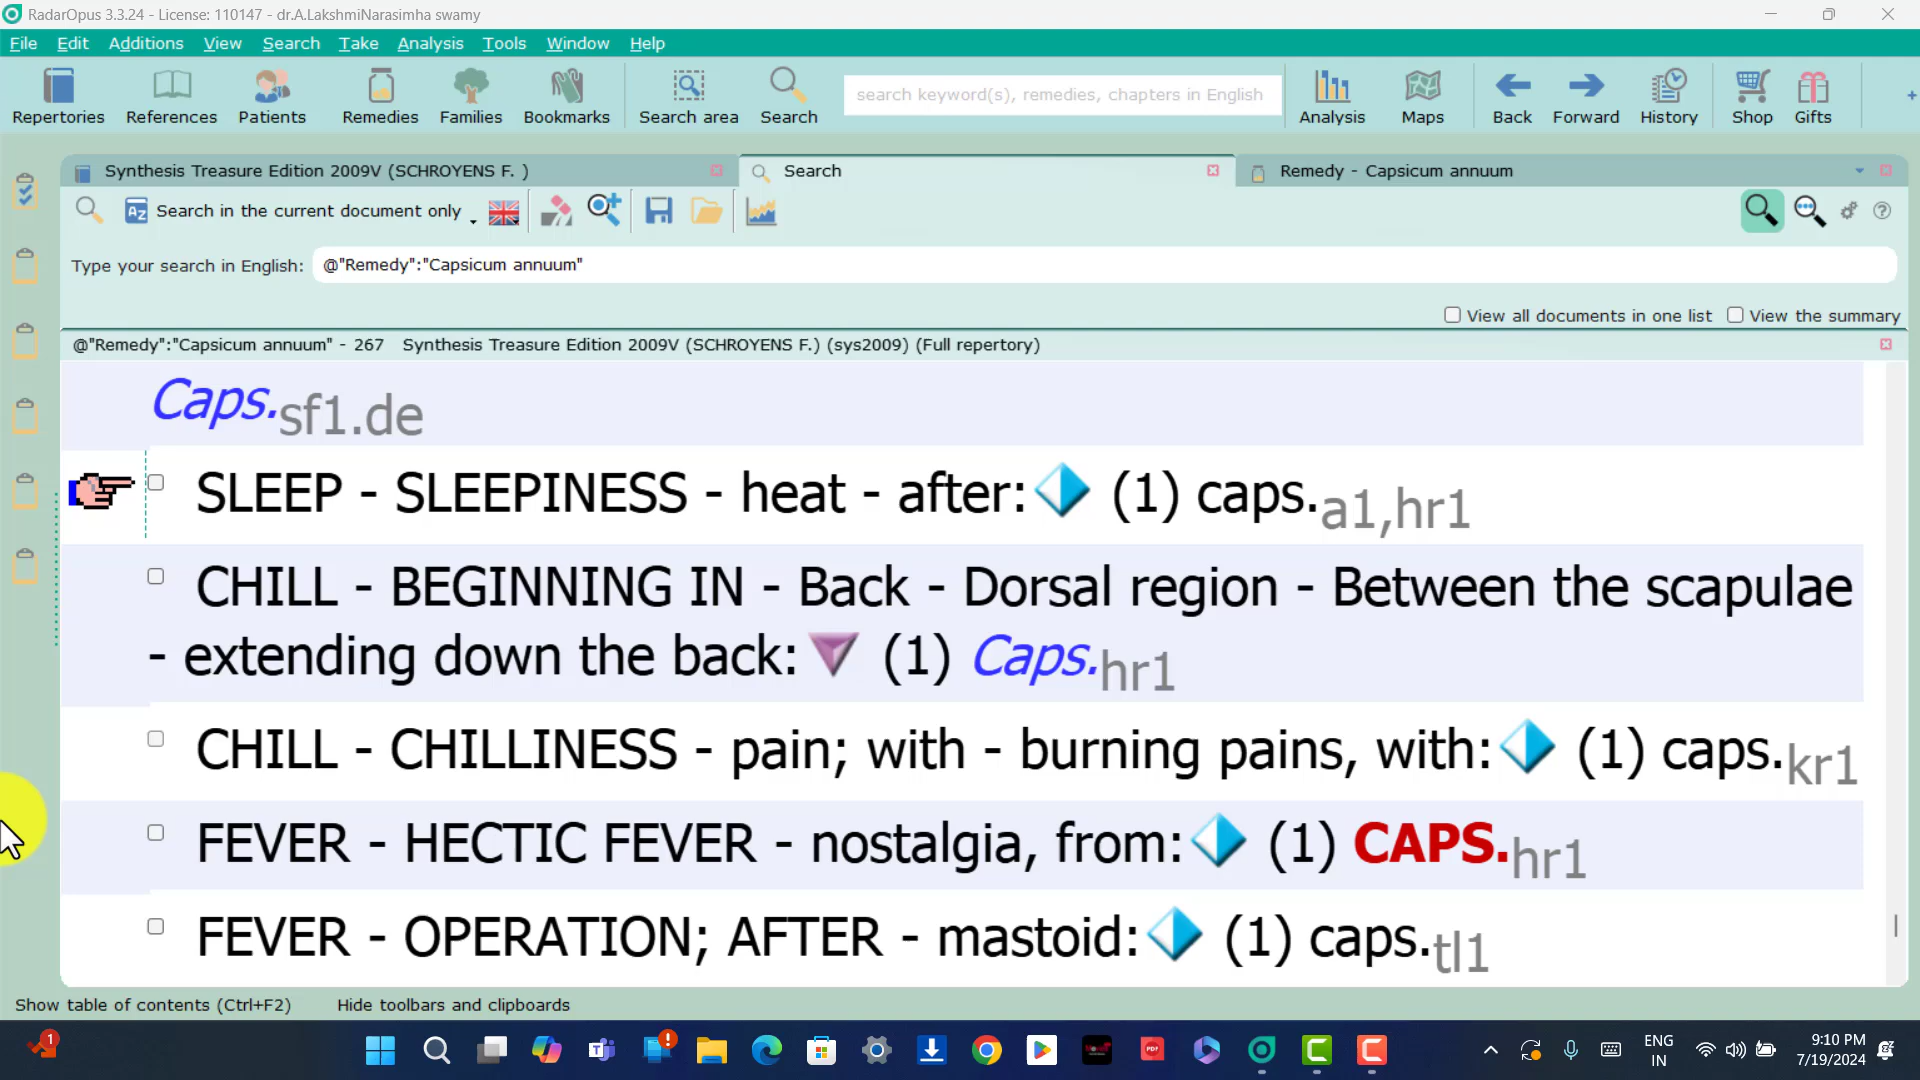 RadarOpus 3.3.24 - License: 110147 - dr.A.LakshmiNarasimha swamy
File Edit Additions View Search Take Analysis Tools Window Help
Repertories References Patients Remedies Families Bookmarks Search area Search search keyword(s), remedies, chapters in English Analysis Maps Back Forward History Shop Gifts
Synthesis Treasure Edition 2009V (SCHROYENS F. ) Search Remedy - Capsicum annuum
AZ Search in the current document only
Type your search in English: @"Remedy":"Capsicum annuum"
View all documents in one list View the summary
@"Remedy":"Capsicum annuum" - 267 Synthesis Treasure Edition 2009V (SCHROYENS F.) (sys2009) (Full repertory)
Caps.sf1.de
SLEEP - SLEEPINESS - heat - after: (1) caps.a1,hr1
CHILL - BEGINNING IN - Back - Dorsal region - Between the scapulae
- extending down the back: (1) Caps.hr1
CHILL - CHILLINESS - pain; with - burning pains, with: (1) caps.kr1
FEVER - HECTIC FEVER - nostalgia, from: (1) CAPS.hr1
FEVER - OPERATION; AFTER - mastoid: (1) caps.tl1
Show table of contents (Ctrl+F2) Hide toolbars and clipboards
1
PDF
ENG
IN
9:10 PM
7/19/2024